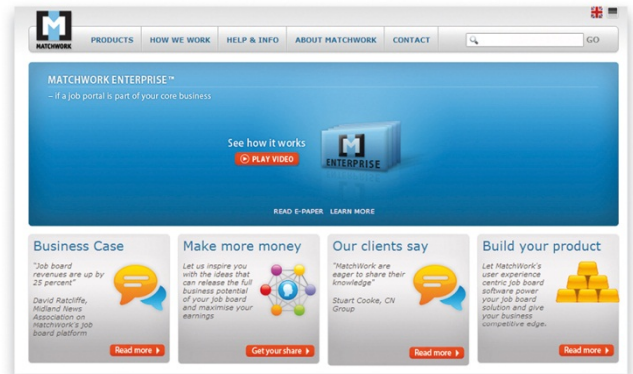 M
MATCHWORK
PRODUCTS
HOW WE WORK
HELP & INFO
ABOUT MATCHWORK
CONTACT
GO
MATCHWORK ENTERPRISE™
– if a job portal is part of your core business
See how it works
PLAY VIDEO
M
ENTERPRISE
READ E-PAPER LEARN MORE
Business Case
"Job board
revenues are up by
25 percent"
David Ratcliffe,
Midland News
Association on
Matchwork's job
board platform
Read more
Make more money
Let us inspire you
with the ideas that
can release the full
business potential
of your job board
and maximise your
earnings
Get your share
Our clients say
"MatchWork are
eager to share their
knowledge"
Stuart Cooke, CN
Group
Read more
Build your product
Let MatchWork's
user experience
centric job board
software power
your job board
solution and give
your business
competitive edge.
Read more